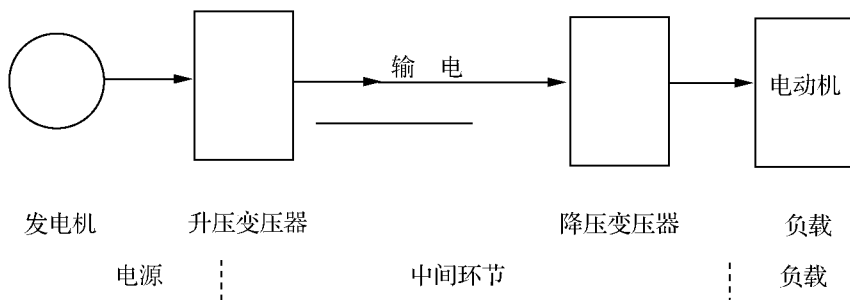 输 电
电动机
发电机 升压变压器 降压变压器 负载
电源 中间环节 负载